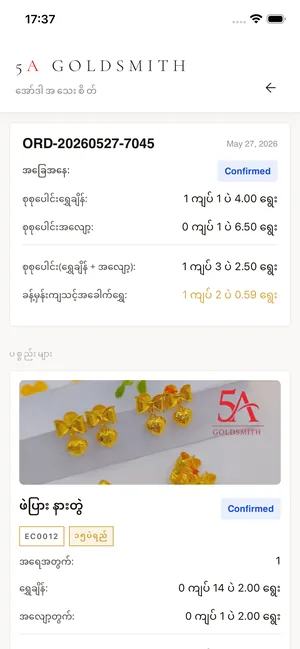 17:37
5A GOLDSMITH
အော်ဒါ အသေးစိတ်
ORD-20260527-7045 May 27, 2026
အခြေအနေ: Confirmed
စုစုပေါင်းရွှေချိန်: 1 ကျပ် 1 ပဲ 4.00 ရွေး
စုစုပေါင်းအလျော့: 0 ကျပ် 1 ပဲ 6.50 ရွေး
စုစုပေါင်း(ရွှေချိန် + အလျော့): 1 ကျပ် 3 ပဲ 2.50 ရွေး
ခန့်မှန်းကျသင့်အခေါက်ရွှေ: 1 ကျပ် 2 ပဲ 0.59 ရွေး
ပစ္စည်းများ
5A
GOLDSMITH
ဖဲပြား နားတွဲ Confirmed
EC0012 ၁၅ပဲရည်
အရေအတွက်: 1
ရွှေချိန်: 0 ကျပ် 14 ပဲ 2.00 ရွေး
အလျော့တွက်: 0 ကျပ် 1 ပဲ 2.00 ရွေး